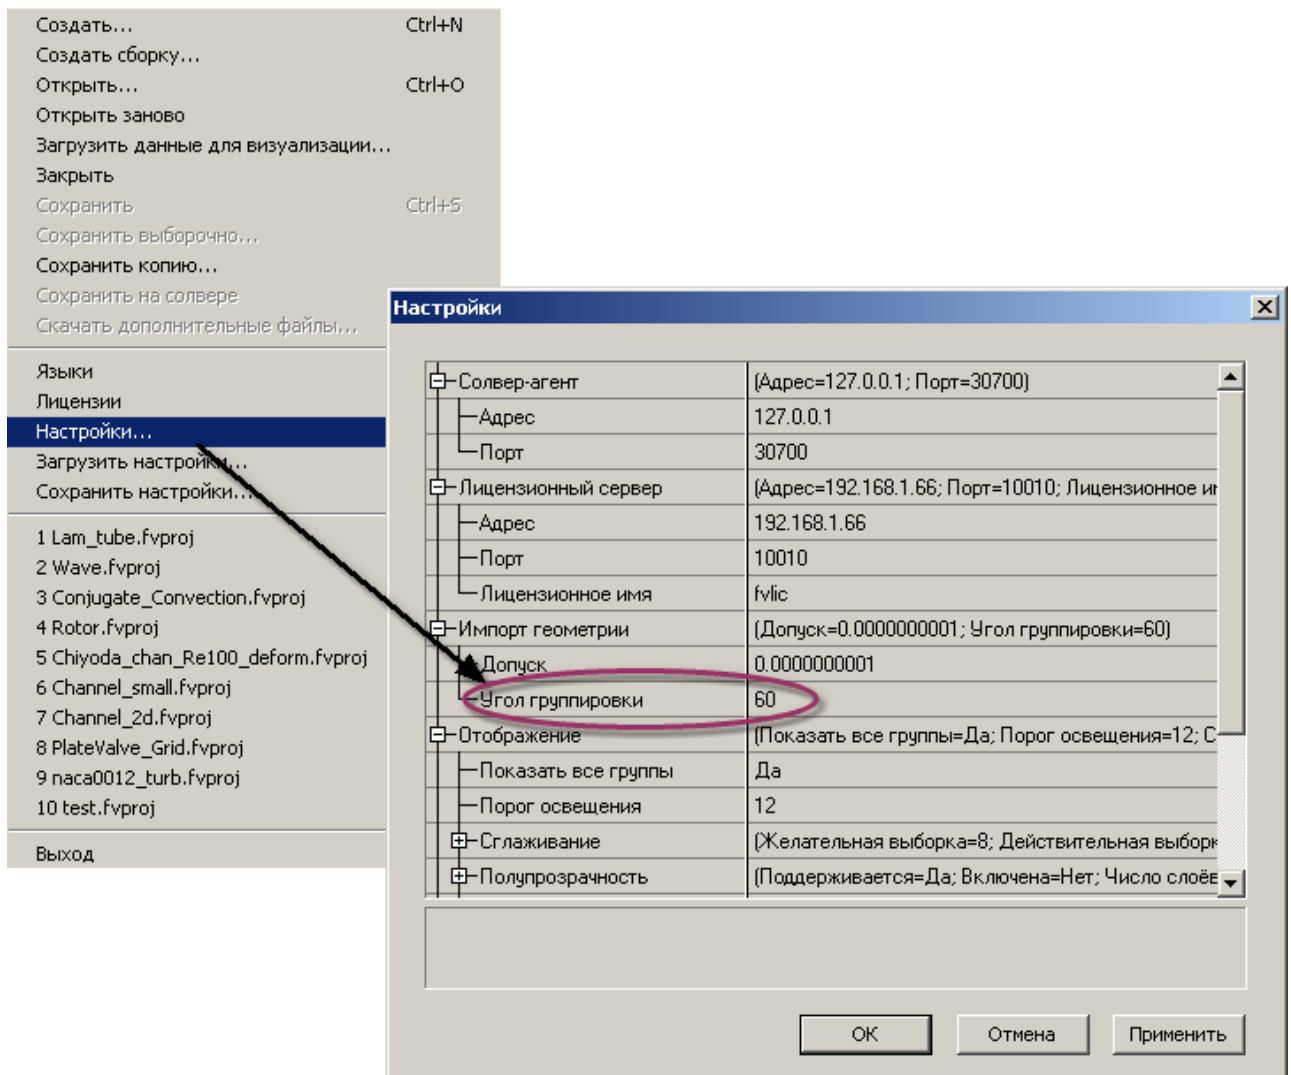 Создать... Ctrl+N
Создать сборку...
Открыть... Ctrl+O
Открыть заново
Загрузить данные для визуализации...
Закрыть
Сохранить Ctrl+S
Сохранить выборочно...
Сохранить копию...
Сохранить на солвере
Скачать дополнительные файлы...
Языки
Лицензии
Настройки...
Загрузить настройки...
Сохранить настройки...
1 Lam_tube.fvproj
2 Wave.fvproj
3 Conjugate_Convection.fvproj
4 Rotor.fvproj
5 Chiyoda_chan_Re100_deform.fvproj
6 Channel_small.fvproj
7 Channel_2d.fvproj
8 PlateValve_Grid.fvproj
9 naca0012_turb.fvproj
10 test.fvproj
Выход
Настройки
Солвер-агент (Адрес=127.0.0.1; Порт=30700)
Адрес 127.0.0.1
Порт 30700
Лицензионный сервер (Адрес=192.168.1.66; Порт=10010; Лицензионное и
Адрес 192.168.1.66
Порт 10010
Лицензионное имя fvlic
Импорт геометрии (Допуск=0.0000000001; Угол группировки=60)
Допуск 0.0000000001
Угол группировки 60
Отображение (Показать все группы=Да; Порог освещения=12; С
Показать все группы Да
Порог освещения 12
Сглаживание (Желательная выборка=8; Действительная выборк
Полупрозрачность (Поддерживается=Да; Включена=Нет; Число слоёв
OK Отмена Применить